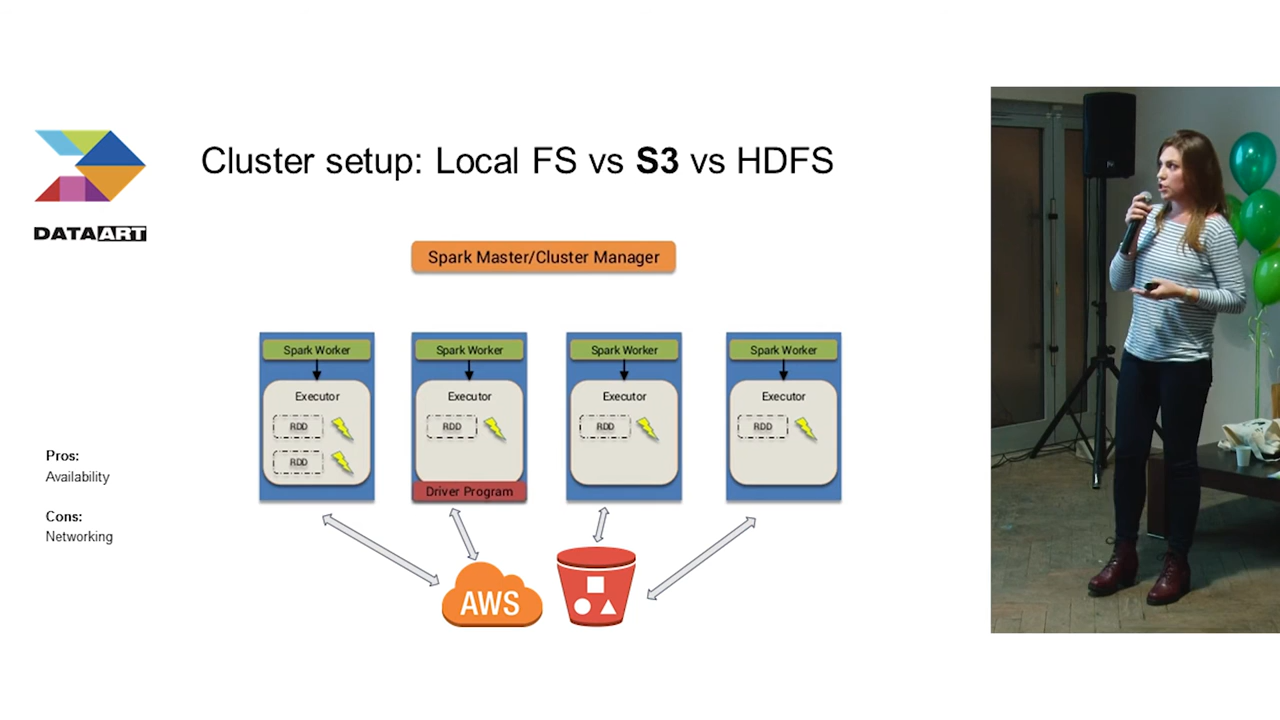 DATAART
Cluster setup: Local FS vs S3 vs HDFS
Spark Master/Cluster Manager
Spark Worker
Executor
RDD
RDD
Spark Worker
Executor
RDD
Driver Program
Spark Worker
Executor
RDD
Spark Worker
Executor
RDD
Pros:
Availability
Cons:
Networking
AWS